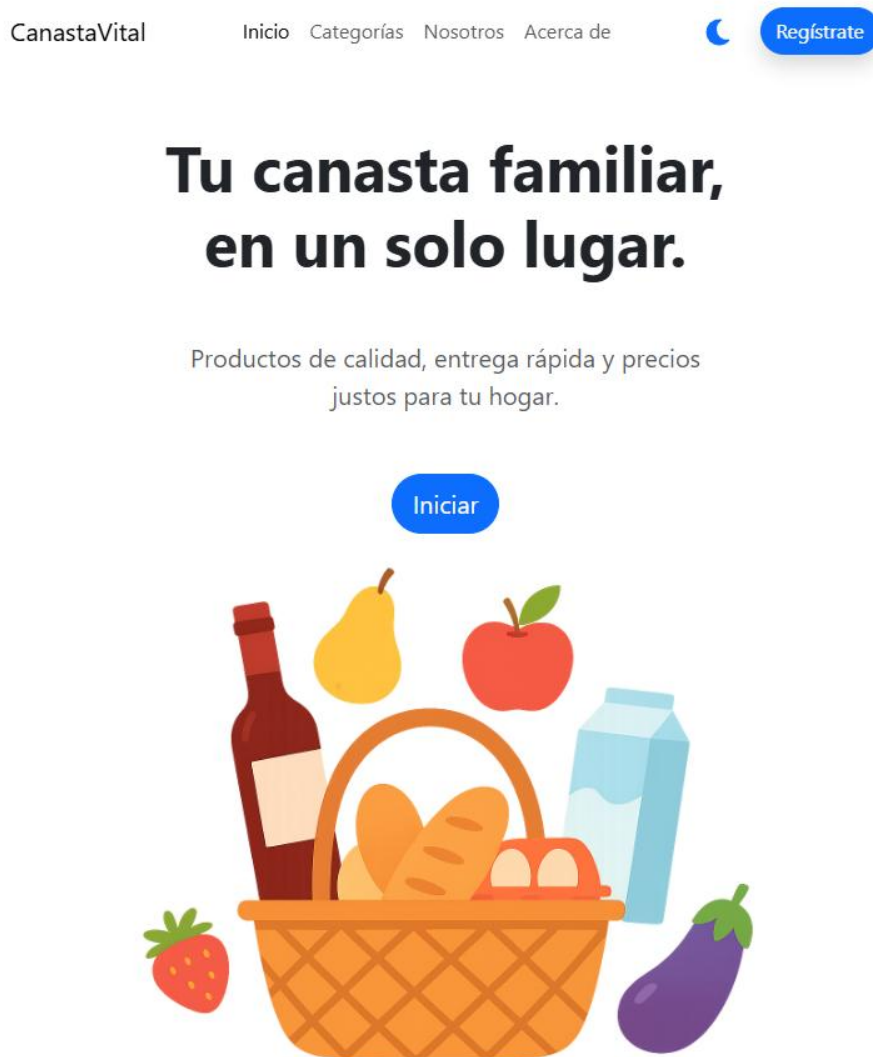 CanastaVital Inicio Categorías Nosotros Acerca de Regístrate
Tu canasta familiar,
en un solo lugar.
Productos de calidad, entrega rápida y precios
justos para tu hogar.
Iniciar